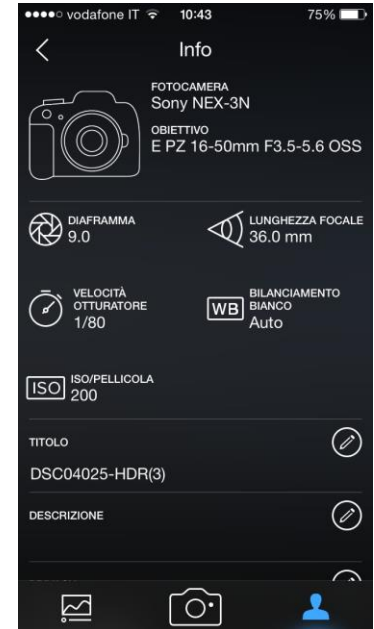 vodafone IT 10:43 75%
Info
FOTOCAMERA
Sony NEX-3N
OBIETTIVO
E PZ 16-50mm F3.5-5.6 OSS
DIAFRAMMA
9.0
LUNGHEZZA FOCALE
36.0 mm
VELOCITÀ
OTTURATORE
1/80
WB
BILANCIAMENTO
BIANCO
Auto
ISO
ISO/PELLICOLA
200
TITOLO
DSC04025-HDR(3)
DESCRIZIONE